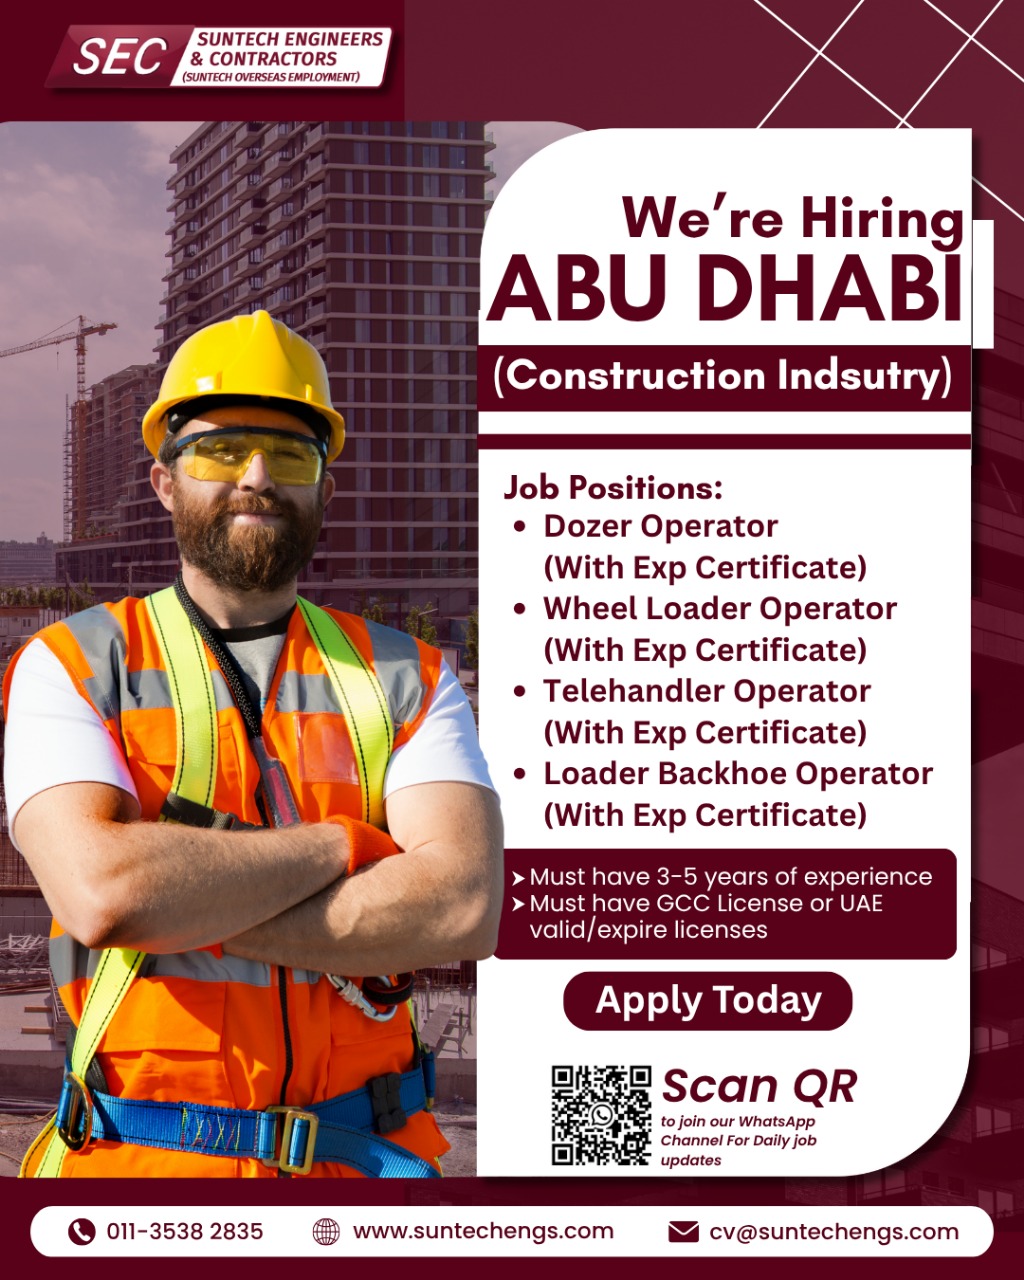 SEC
SUNTECH ENGINEERS
& CONTRACTORS
(SUNTECH OVERSEAS EMPLOYMENT)
We’re Hiring
ABU DHABI
(Construction Indsutry)
Job Positions:
• Dozer Operator
(With Exp Certificate)
• Wheel Loader Operator
(With Exp Certificate)
• Telehandler Operator
(With Exp Certificate)
• Loader Backhoe Operator
(With Exp Certificate)
➤ Must have 3-5 years of experience
➤ Must have GCC License or UAE
valid/expire licenses
Apply Today
Scan QR
to join our WhatsApp
Channel For Daily job
updates
011-3538 2835
www.suntechengs.com
cv@suntechengs.com